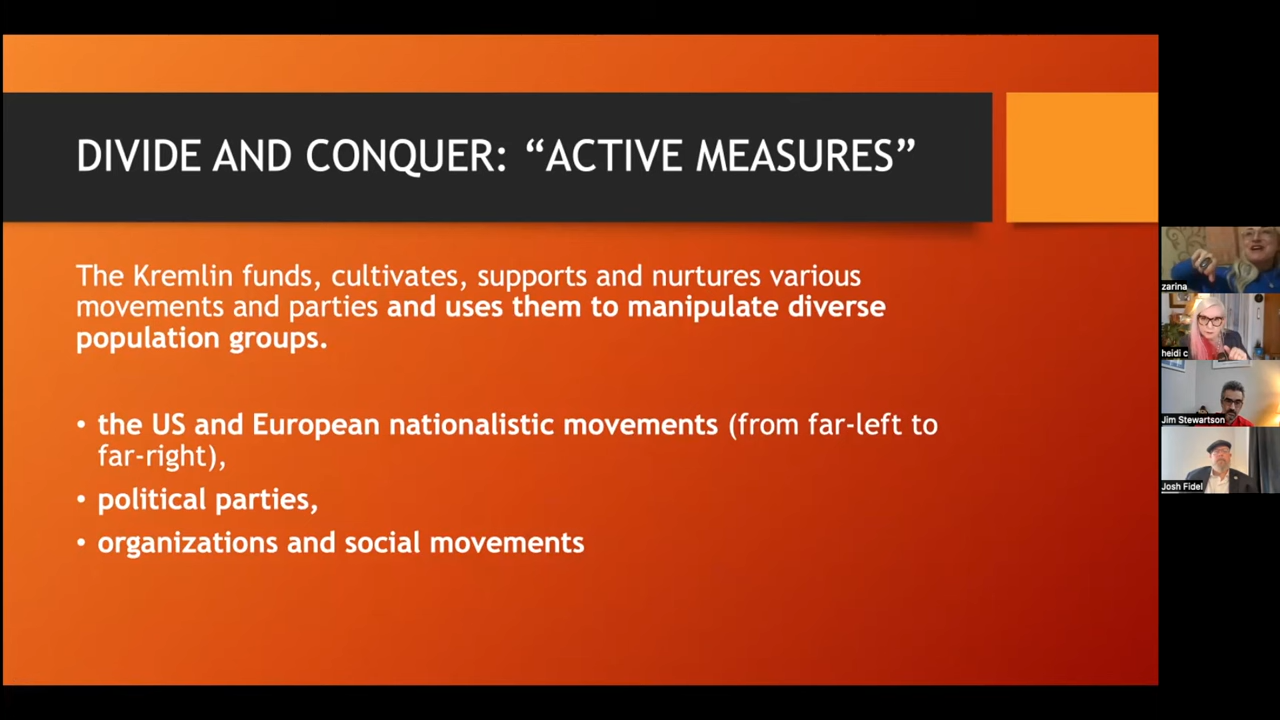 DIVIDE AND CONQUER: “ACTIVE MEASURES”
The Kremlin funds, cultivates, supports and nurtures various
movements and parties and uses them to manipulate diverse
population groups.
• the US and European nationalistic movements (from far-left to
far-right),
• political parties,
• organizations and social movements
zarina
heidi c
Jim Stewartson
Josh Fidel